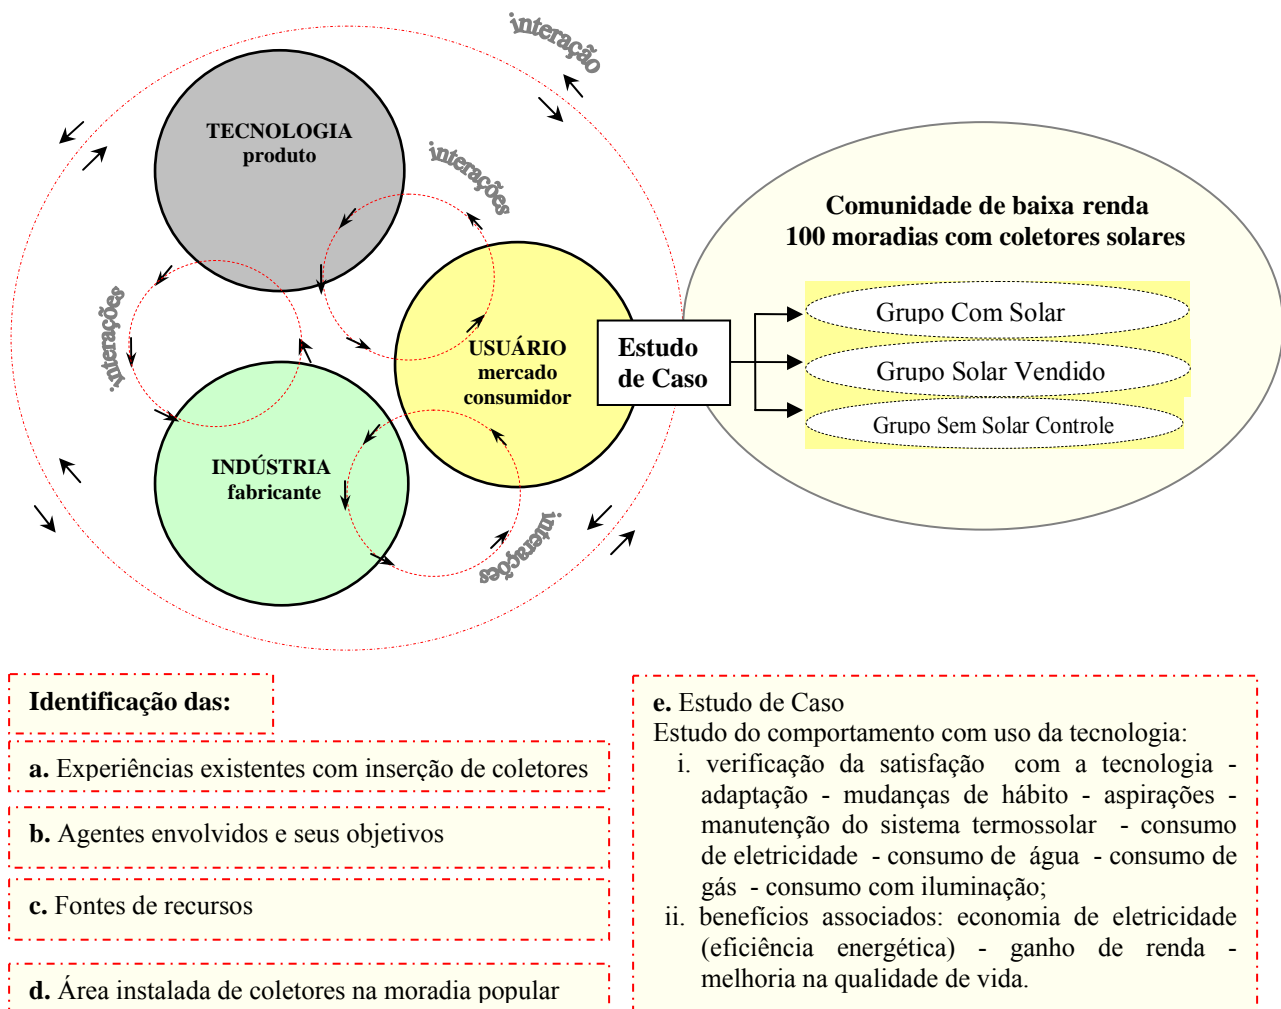 interação
TECNOLOGIA
produto
interações
interações
USUÁRIO
mercado
consumidor
INDÚSTRIA
fabricante
interações
Estudo
de Caso
Comunidade de baixa renda
100 moradias com coletores solares
Grupo Com Solar
Grupo Solar Vendido
Grupo Sem Solar Controle
Identificação das:
a. Experiências existentes com inserção de coletores
b. Agentes envolvidos e seus objetivos
c. Fontes de recursos
d. Área instalada de coletores na moradia popular
e. Estudo de Caso
Estudo do comportamento com uso da tecnologia:
i. verificação da satisfação com a tecnologia -
adaptação - mudanças de hábito - aspirações -
manutenção do sistema termossolar - consumo
de eletricidade - consumo de água - consumo de
gás - consumo com iluminação;
ii. benefícios associados: economia de eletricidade
(eficiência energética) - ganho de renda -
melhoria na qualidade de vida.